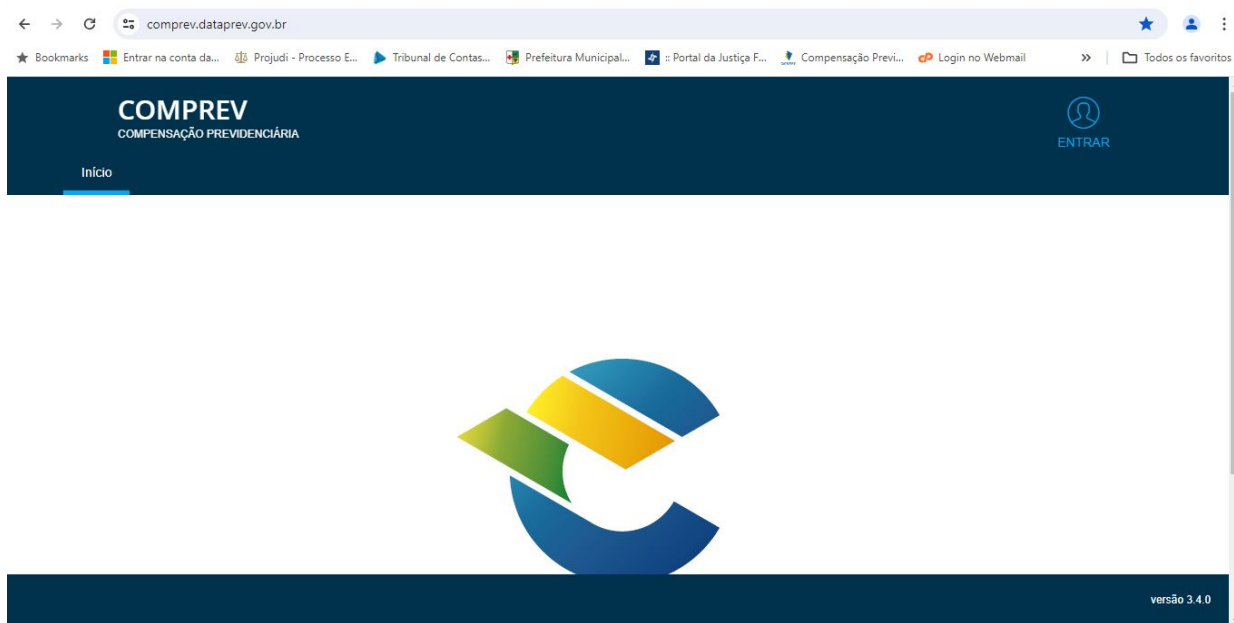 comprev.dataprev.gov.br
Bookmarks Entrar na conta da... Projudi - Processo E... Tribunal de Contas... Prefeitura Municipal... :: Portal da Justiça F... Compensação Previ... Login no Webmail » Todos os favoritos
COMPREV
COMPENSAÇÃO PREVIDENCIÁRIA
ENTRAR
Início
versão 3.4.0